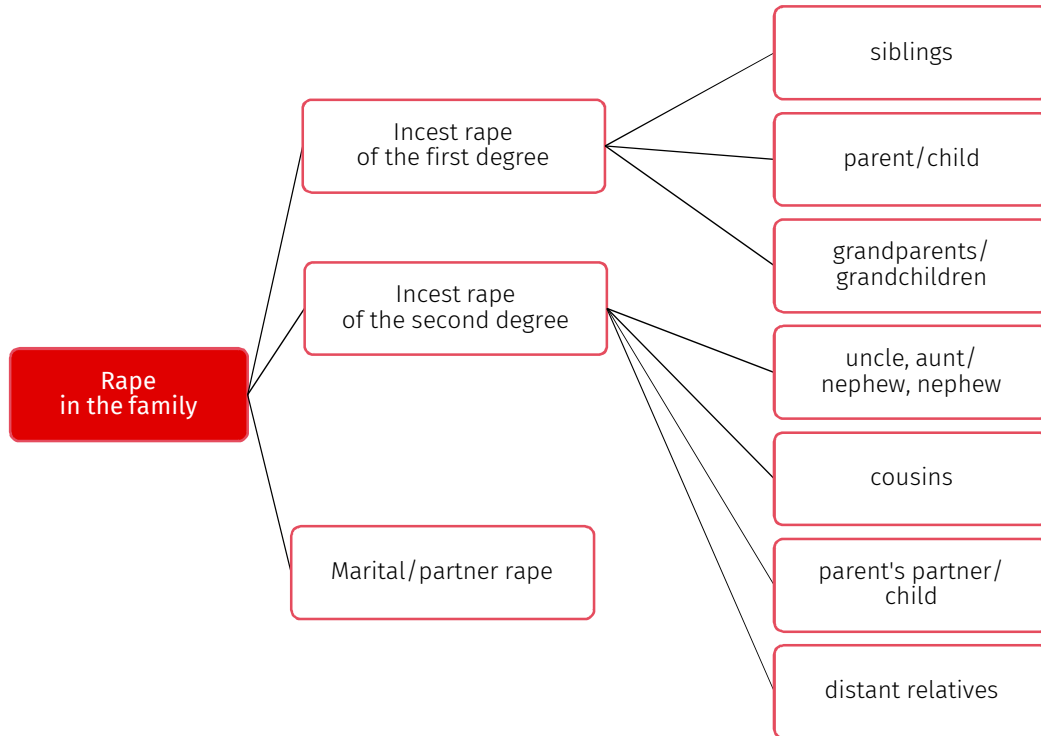 Rape
in the family
Incest rape
of the first degree
siblings
parent/child
grandparents/
grandchildren
Incest rape
of the second degree
uncle, aunt/
nephew, nephew
cousins
parent's partner/
child
distant relatives
Marital/partner rape